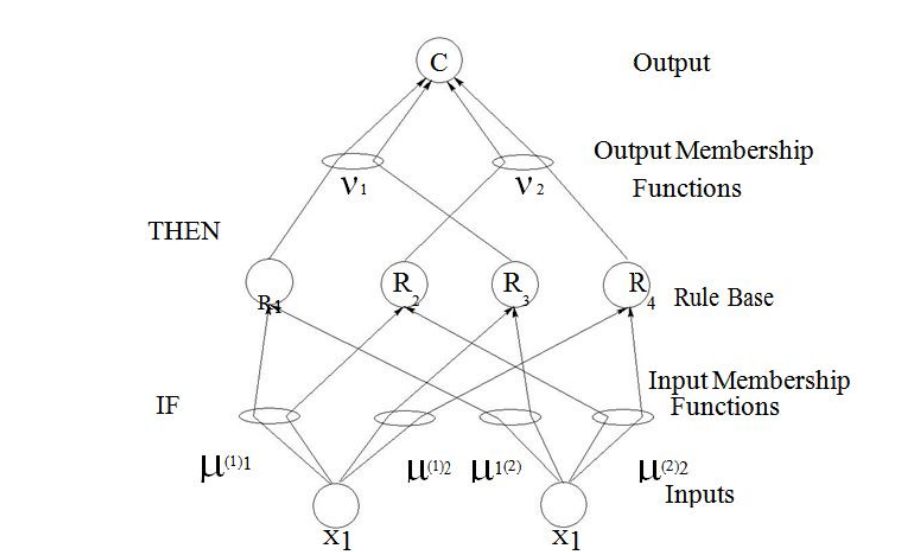 C Output
Output Membership
ν1 ν2 Functions
THEN
R1 R2 R3 R4 Rule Base
Input Membership
IF Functions
μ(1)1 μ(1)2 μ1(2) μ(2)2
Inputs
x1 x1